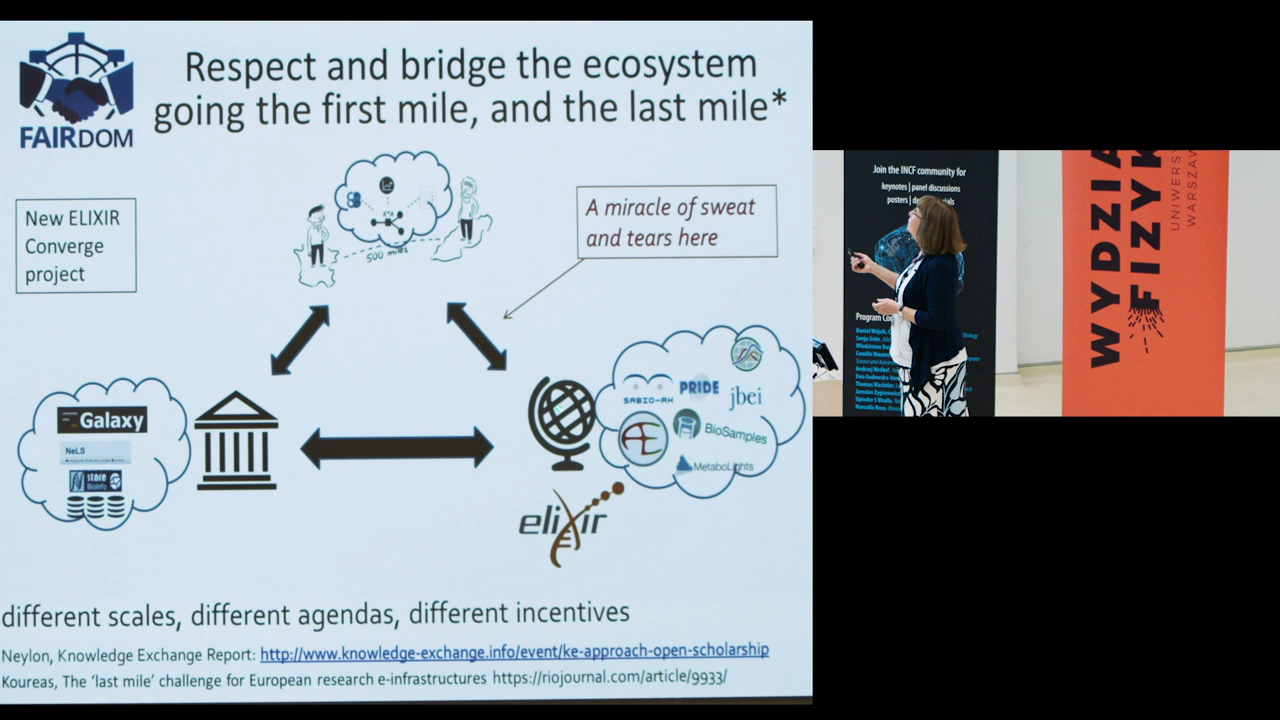 FAIRDOM
Respect and bridge the ecosystem
going the first mile, and the last mile*
New ELIXIR
Converge
project
500 miles
A miracle of sweat
and tears here
Galaxy
NeLS
store
Bioinfo
SABIO-RK
PRIDE
jbei
BioSamples
MetaboLights
elixir
different scales, different agendas, different incentives
Neylon, Knowledge Exchange Report: http://www.knowledge-exchange.info/event/ke-approach-open-scholarship
Koureas, The 'last mile' challenge for European research e-infrastructures https://riojournal.com/article/9933/
Join the INCF community for
keynotes | panel discussions
posters |
Program
WYDZIA
FIZYK
UNIWERSY
WARSZAW